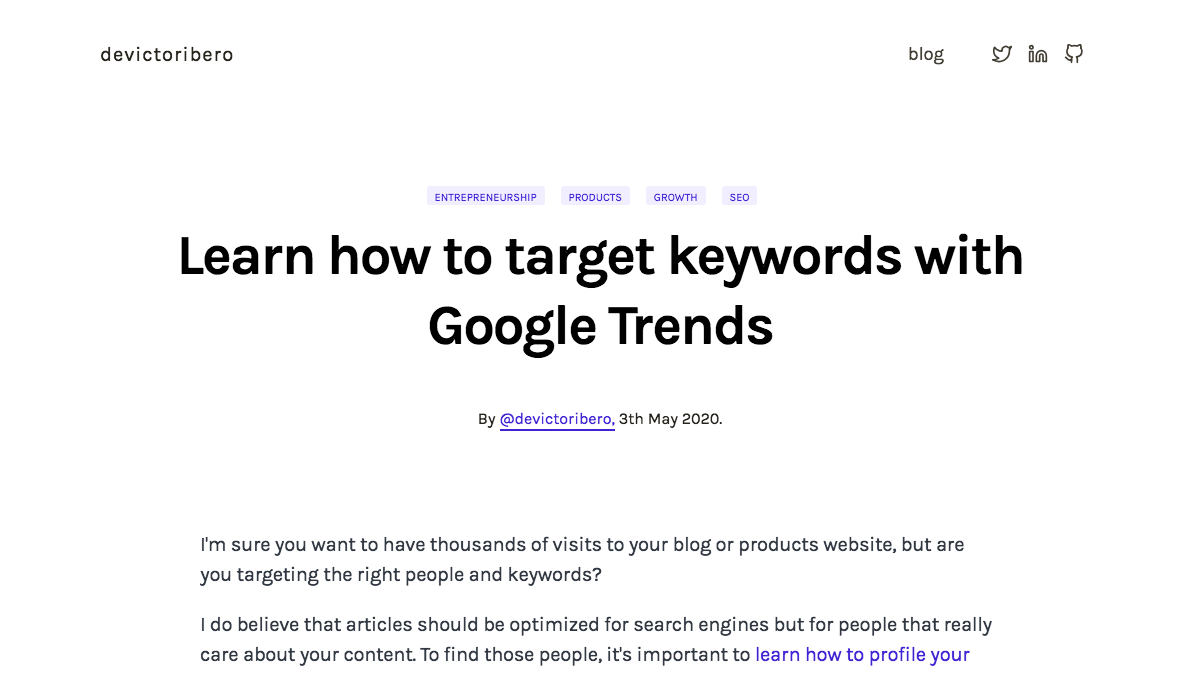 devictoribero
blog
ENTREPRENEURSHIP PRODUCTS GROWTH SEO
Learn how to target keywords with
Google Trends
By @devictoribero, 3th May 2020.
I'm sure you want to have thousands of visits to your blog or products website, but are
you targeting the right people and keywords?
I do believe that articles should be optimized for search engines but for people that really
care about your content. To find those people, it's important to learn how to profile your